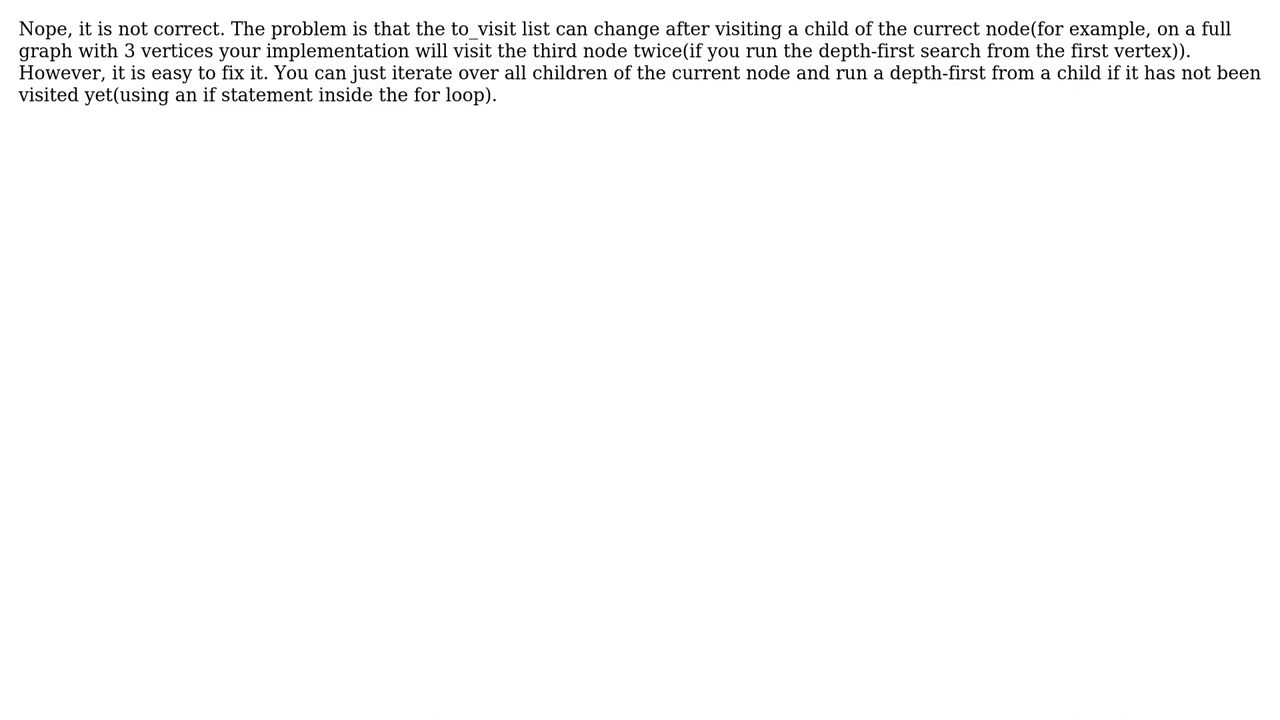 Nope, it is not correct. The problem is that the to_visit list can change after visiting a child of the currect node(for example, on a full
graph with 3 vertices your implementation will visit the third node twice(if you run the depth-first search from the first vertex)).
However, it is easy to fix it. You can just iterate over all children of the current node and run a depth-first from a child if it has not been
visited yet(using an if statement inside the for loop).